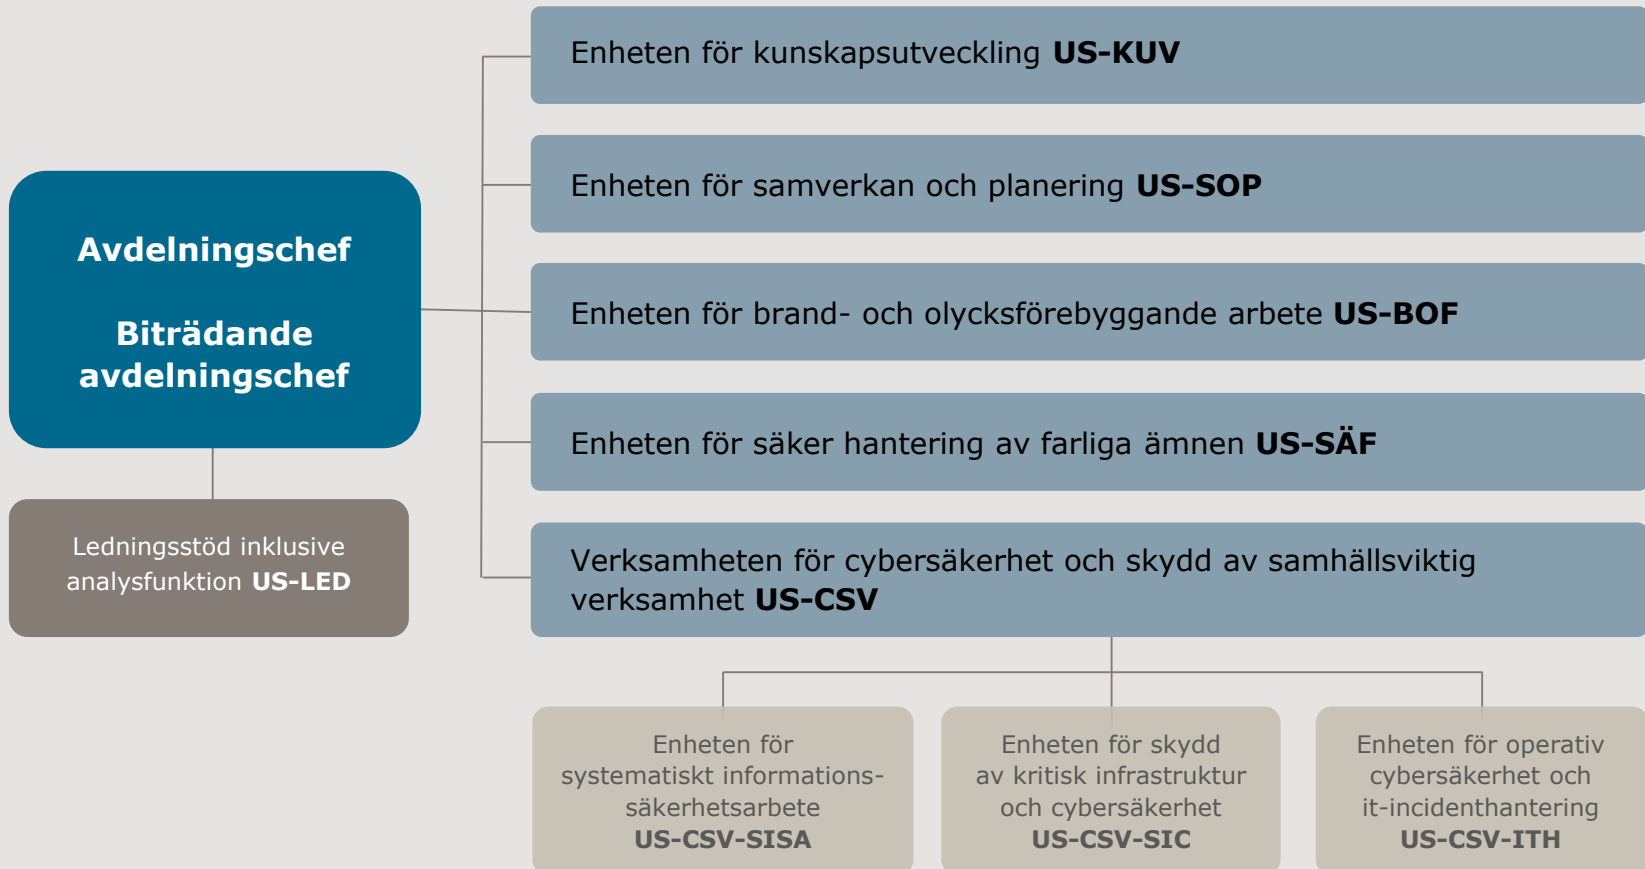 Avdelningschef
Biträdande
avdelningschef
Ledningsstöd inklusive
analysfunktion US-LED
Enheten för kunskapsutveckling US-KUV
Enheten för samverkan och planering US-SOP
Enheten för brand- och olycksförebyggande arbete US-BOF
Enheten för säker hantering av farliga ämnen US-SÄF
Verksamheten för cybersäkerhet och skydd av samhällsviktig
verksamhet US-CSV
Enheten för
systematiskt informations-
säkerhetsarbete
US-CSV-SISA
Enheten för skydd
av kritisk infrastruktur
och cybersäkerhet
US-CSV-SIC
Enheten för operativ
cybersäkerhet och
it-incidenthantering
US-CSV-ITH